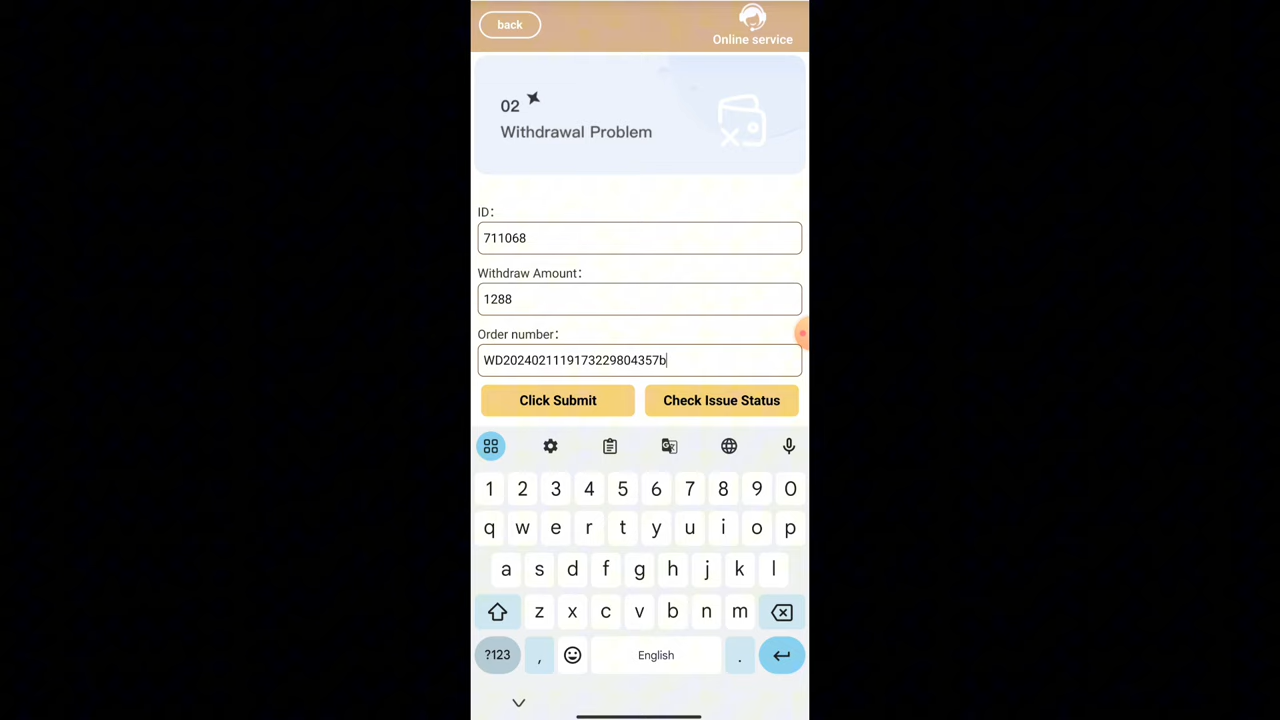 back
Online service
02
Withdrawal Problem
ID:
711068
Withdraw Amount:
1288
Order number:
WD2024021119173229804357b
Click Submit
Check Issue Status
1 2 3 4 5 6 7 8 9 0
q w e r t y u i o p
a s d f g h j k l
z x c v b n m
?123 , English .